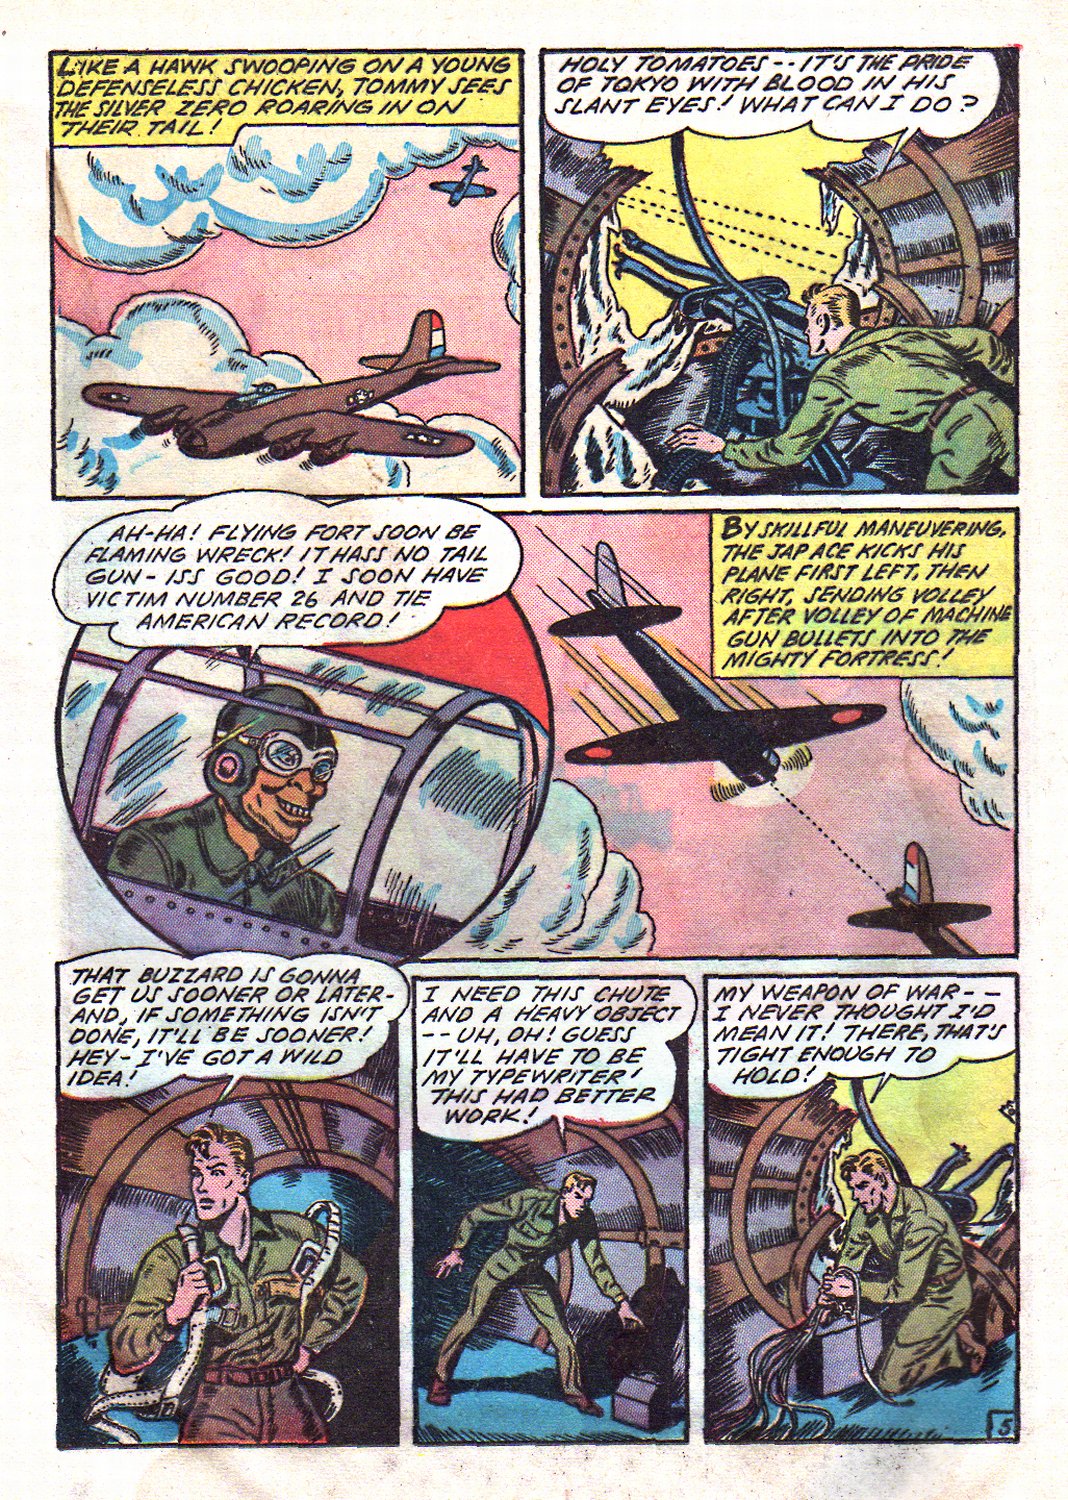 LIKE A HAWK SWOOPING ON A YOUNG
DEFENSELESS CHICKEN, TOMMY SEES
THE SILVER ZERO ROARING IN ON
THEIR TAIL!
HOLY TOMATOES -- IT'S THE PRIDE
OF TOKYO WITH BLOOD IN HIS
SLANT EYES! WHAT CAN I DO?
AH-HA! FLYING FORT SOON BE
FLAMING WRECK! IT HASS NO TAIL
GUN - ISS GOOD! I SOON HAVE
VICTIM NUMBER 26 AND TIE
AMERICAN RECORD!
BY SKILLFUL MANEUVERING,
THE JAP ACE KICKS HIS
PLANE FIRST LEFT, THEN
RIGHT, SENDING VOLLEY
AFTER VOLLEY OF MACHINE
GUN BULLETS INTO THE
MIGHTY FORTRESS!
THAT BUZZARD IS GONNA
GET US SOONER OR LATER-
AND, IF SOMETHING ISN'T
DONE, IT'LL BE SOONER!
HEY- I'VE GOT A WILD
IDEA!
I NEED THIS CHUTE
AND A HEAVY OBJECT
-- UH, OH! GUESS
IT'LL HAVE TO BE
MY TYPEWRITER!
THIS HAD BETTER
WORK!
MY WEAPON OF WAR--
I NEVER THOUGHT I'D
MEAN IT! THERE, THAT'S
TIGHT ENOUGH TO
HOLD!
5